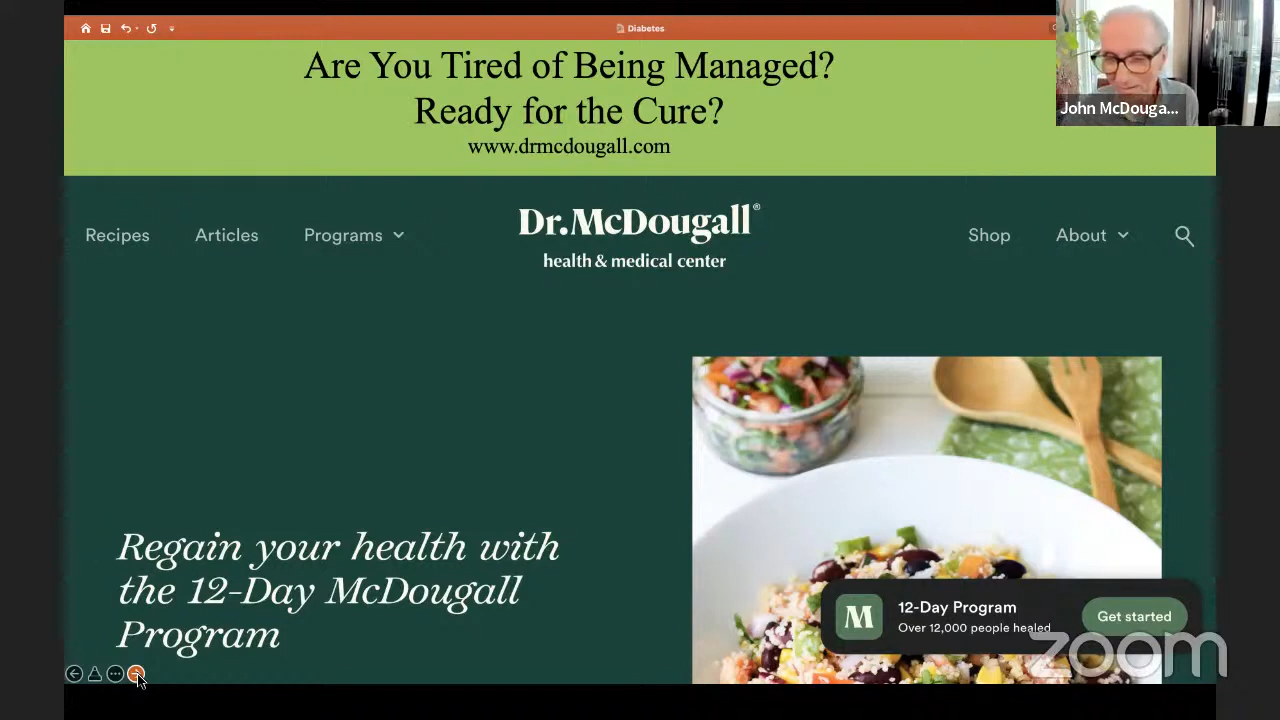 Diabetes
Are You Tired of Being Managed?
Ready for the Cure?
www.drmcdougall.com
John McDouga...
Recipes
Articles
Programs
Dr.McDougall®
health & medical center
Shop
About
Regain your health with
the 12-Day McDougall
Program
M
12-Day Program
Over 12,000 people healed
Get started
zoom